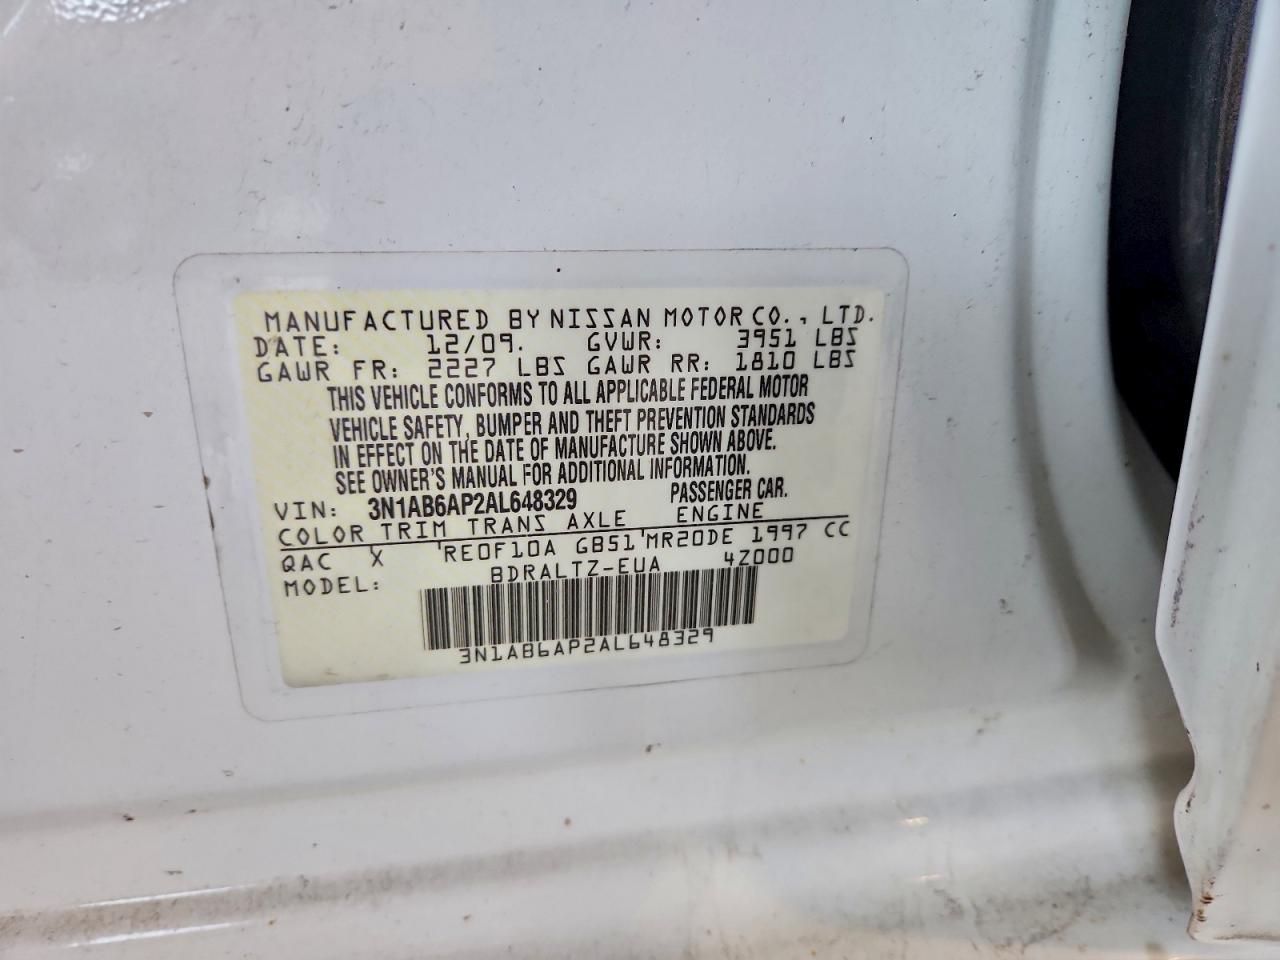 MANUFACTURED BY NISSAN MOTOR CO., LTD.
DATE: 12/09. GVWR: 3951 LBS
GAWR FR: 2227 LBS GAWR RR: 1810 LBS
THIS VEHICLE CONFORMS TO ALL APPLICABLE FEDERAL MOTOR
VEHICLE SAFETY, BUMPER AND THEFT PREVENTION STANDARDS
IN EFFECT ON THE DATE OF MANUFACTURE SHOWN ABOVE.
SEE OWNER'S MANUAL FOR ADDITIONAL INFORMATION.
VIN: 3N1AB6AP2AL648329 PASSENGER CAR.
COLOR TRIM TRANS AXLE ENGINE
QAC X 'RE0F10A GB51'MR20DE 1997 CC
MODEL: BDRALTZ-EUA 4Z000
3N1AB6AP2AL648329